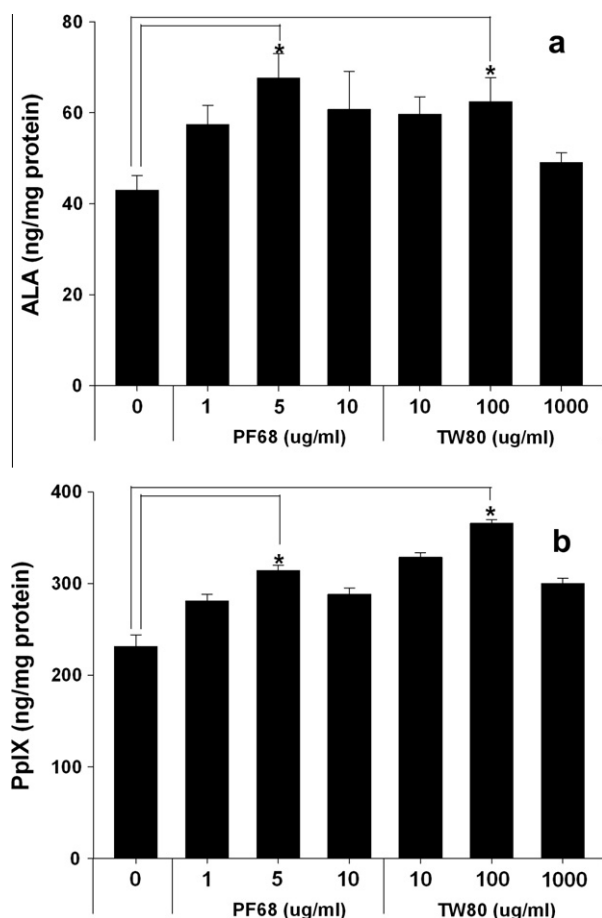 a
80
60
40
20
0
ALA (ng/mg protein)
* *
0 1 5 10 10 100 1000
PF68 (ug/ml) TW80 (ug/ml)
b
400
300
200
100
0
PpIX (ng/mg protein)
* *
0 1 5 10 10 100 1000
PF68 (ug/ml) TW80 (ug/ml)